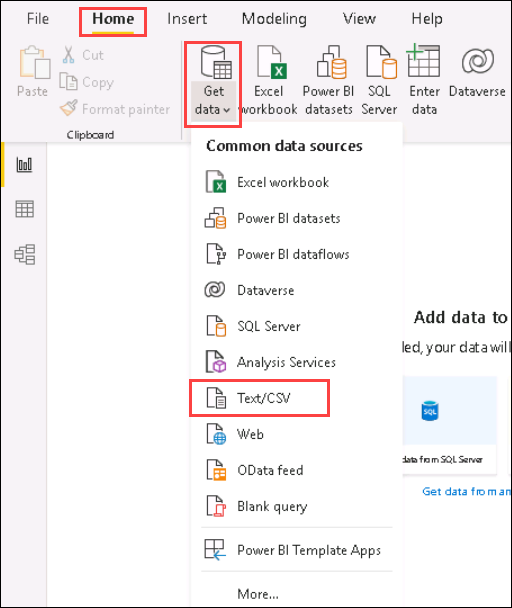 File Home Insert Modeling View Help
Cut
Copy
Format painter
Paste
Clipboard
Get data
Excel workbook
Power BI datasets
SQL Server
Enter data
Dataverse
Common data sources
Excel workbook
Power BI datasets
Power BI dataflows
Dataverse
SQL Server
Analysis Services
Text/CSV
Web
OData feed
Blank query
Power BI Template Apps
More...
Add data to
, your data will
SQL
data from SQL Server
Get data from an